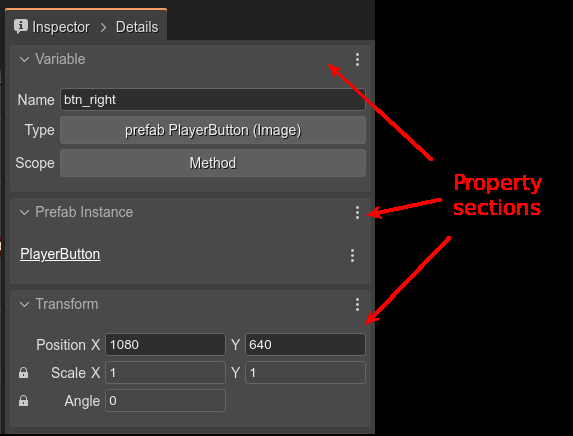 Inspector > Details
Variable
Name btn_right
Type prefab PlayerButton (Image)
Scope Method
Property
sections
Prefab Instance
PlayerButton
Transform
Position X 1080 Y 640
Scale X 1 Y 1
Angle 0